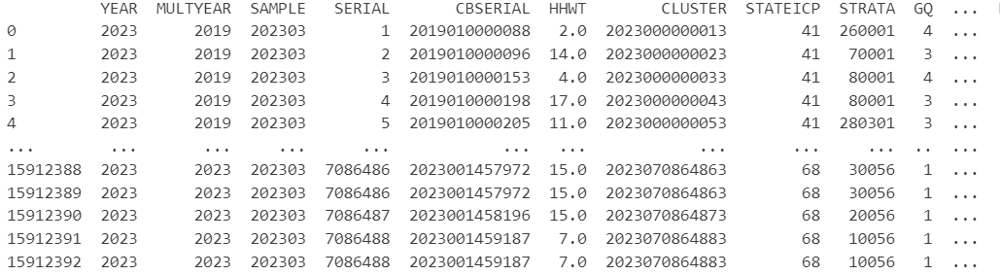 YEAR MULTYEAR SAMPLE SERIAL CBSERIAL HHWT CLUSTER STATEICP STRATA GQ ...
0 2023 2019 202303 1 2019010000088 2.0 2023000000013 41 260001 4 ...
1 2023 2019 202303 2 2019010000096 14.0 2023000000023 41 70001 3 ...
2 2023 2019 202303 3 2019010000153 4.0 2023000000033 41 80001 4 ...
3 2023 2019 202303 4 2019010000198 17.0 2023000000043 41 80001 3 ...
4 2023 2019 202303 5 2019010000205 11.0 2023000000053 41 280301 3 ...
... ... ... ... ... ... ... ... ... ... .. ...
15912388 2023 2023 202303 7086486 2023001457972 15.0 2023070864863 68 30056 1 ...
15912389 2023 2023 202303 7086486 2023001457972 15.0 2023070864863 68 30056 1 ...
15912390 2023 2023 202303 7086487 2023001458196 15.0 2023070864873 68 20056 1 ...
15912391 2023 2023 202303 7086488 2023001459187 7.0 2023070864883 68 10056 1 ...
15912392 2023 2023 202303 7086488 2023001459187 7.0 2023070864883 68 10056 1 ...